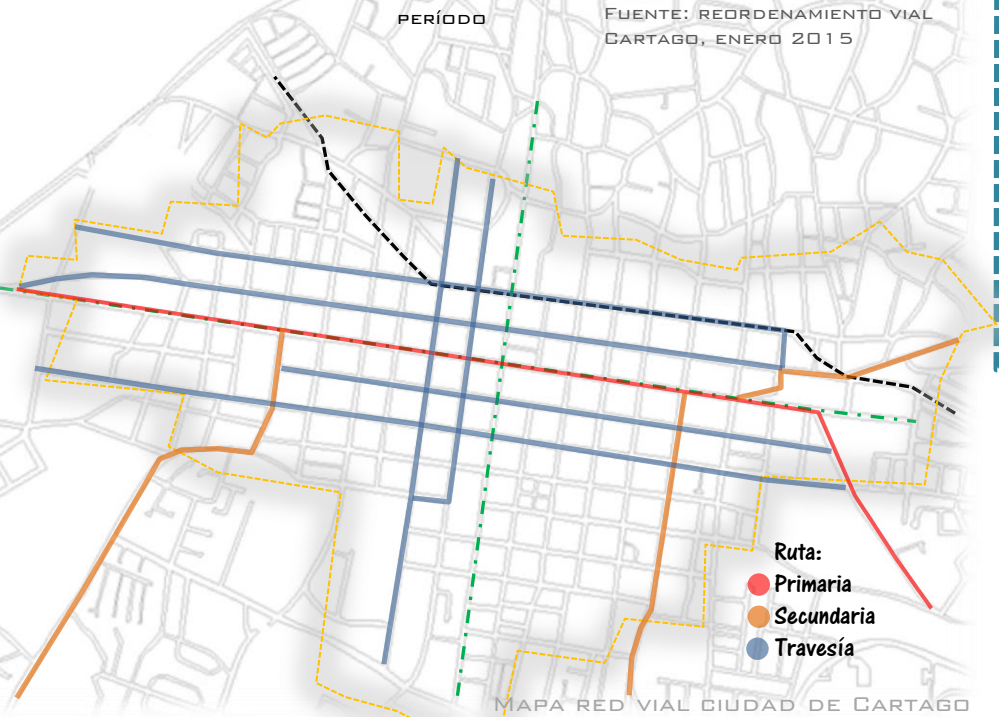 PERÍODO
FUENTE: REORDENAMIENTO VIAL
CARTAGO, ENERO 2015
Ruta:
Primaria
Secundaria
Travesía
MAPA RED VIAL CIUDAD DE CARTAGO